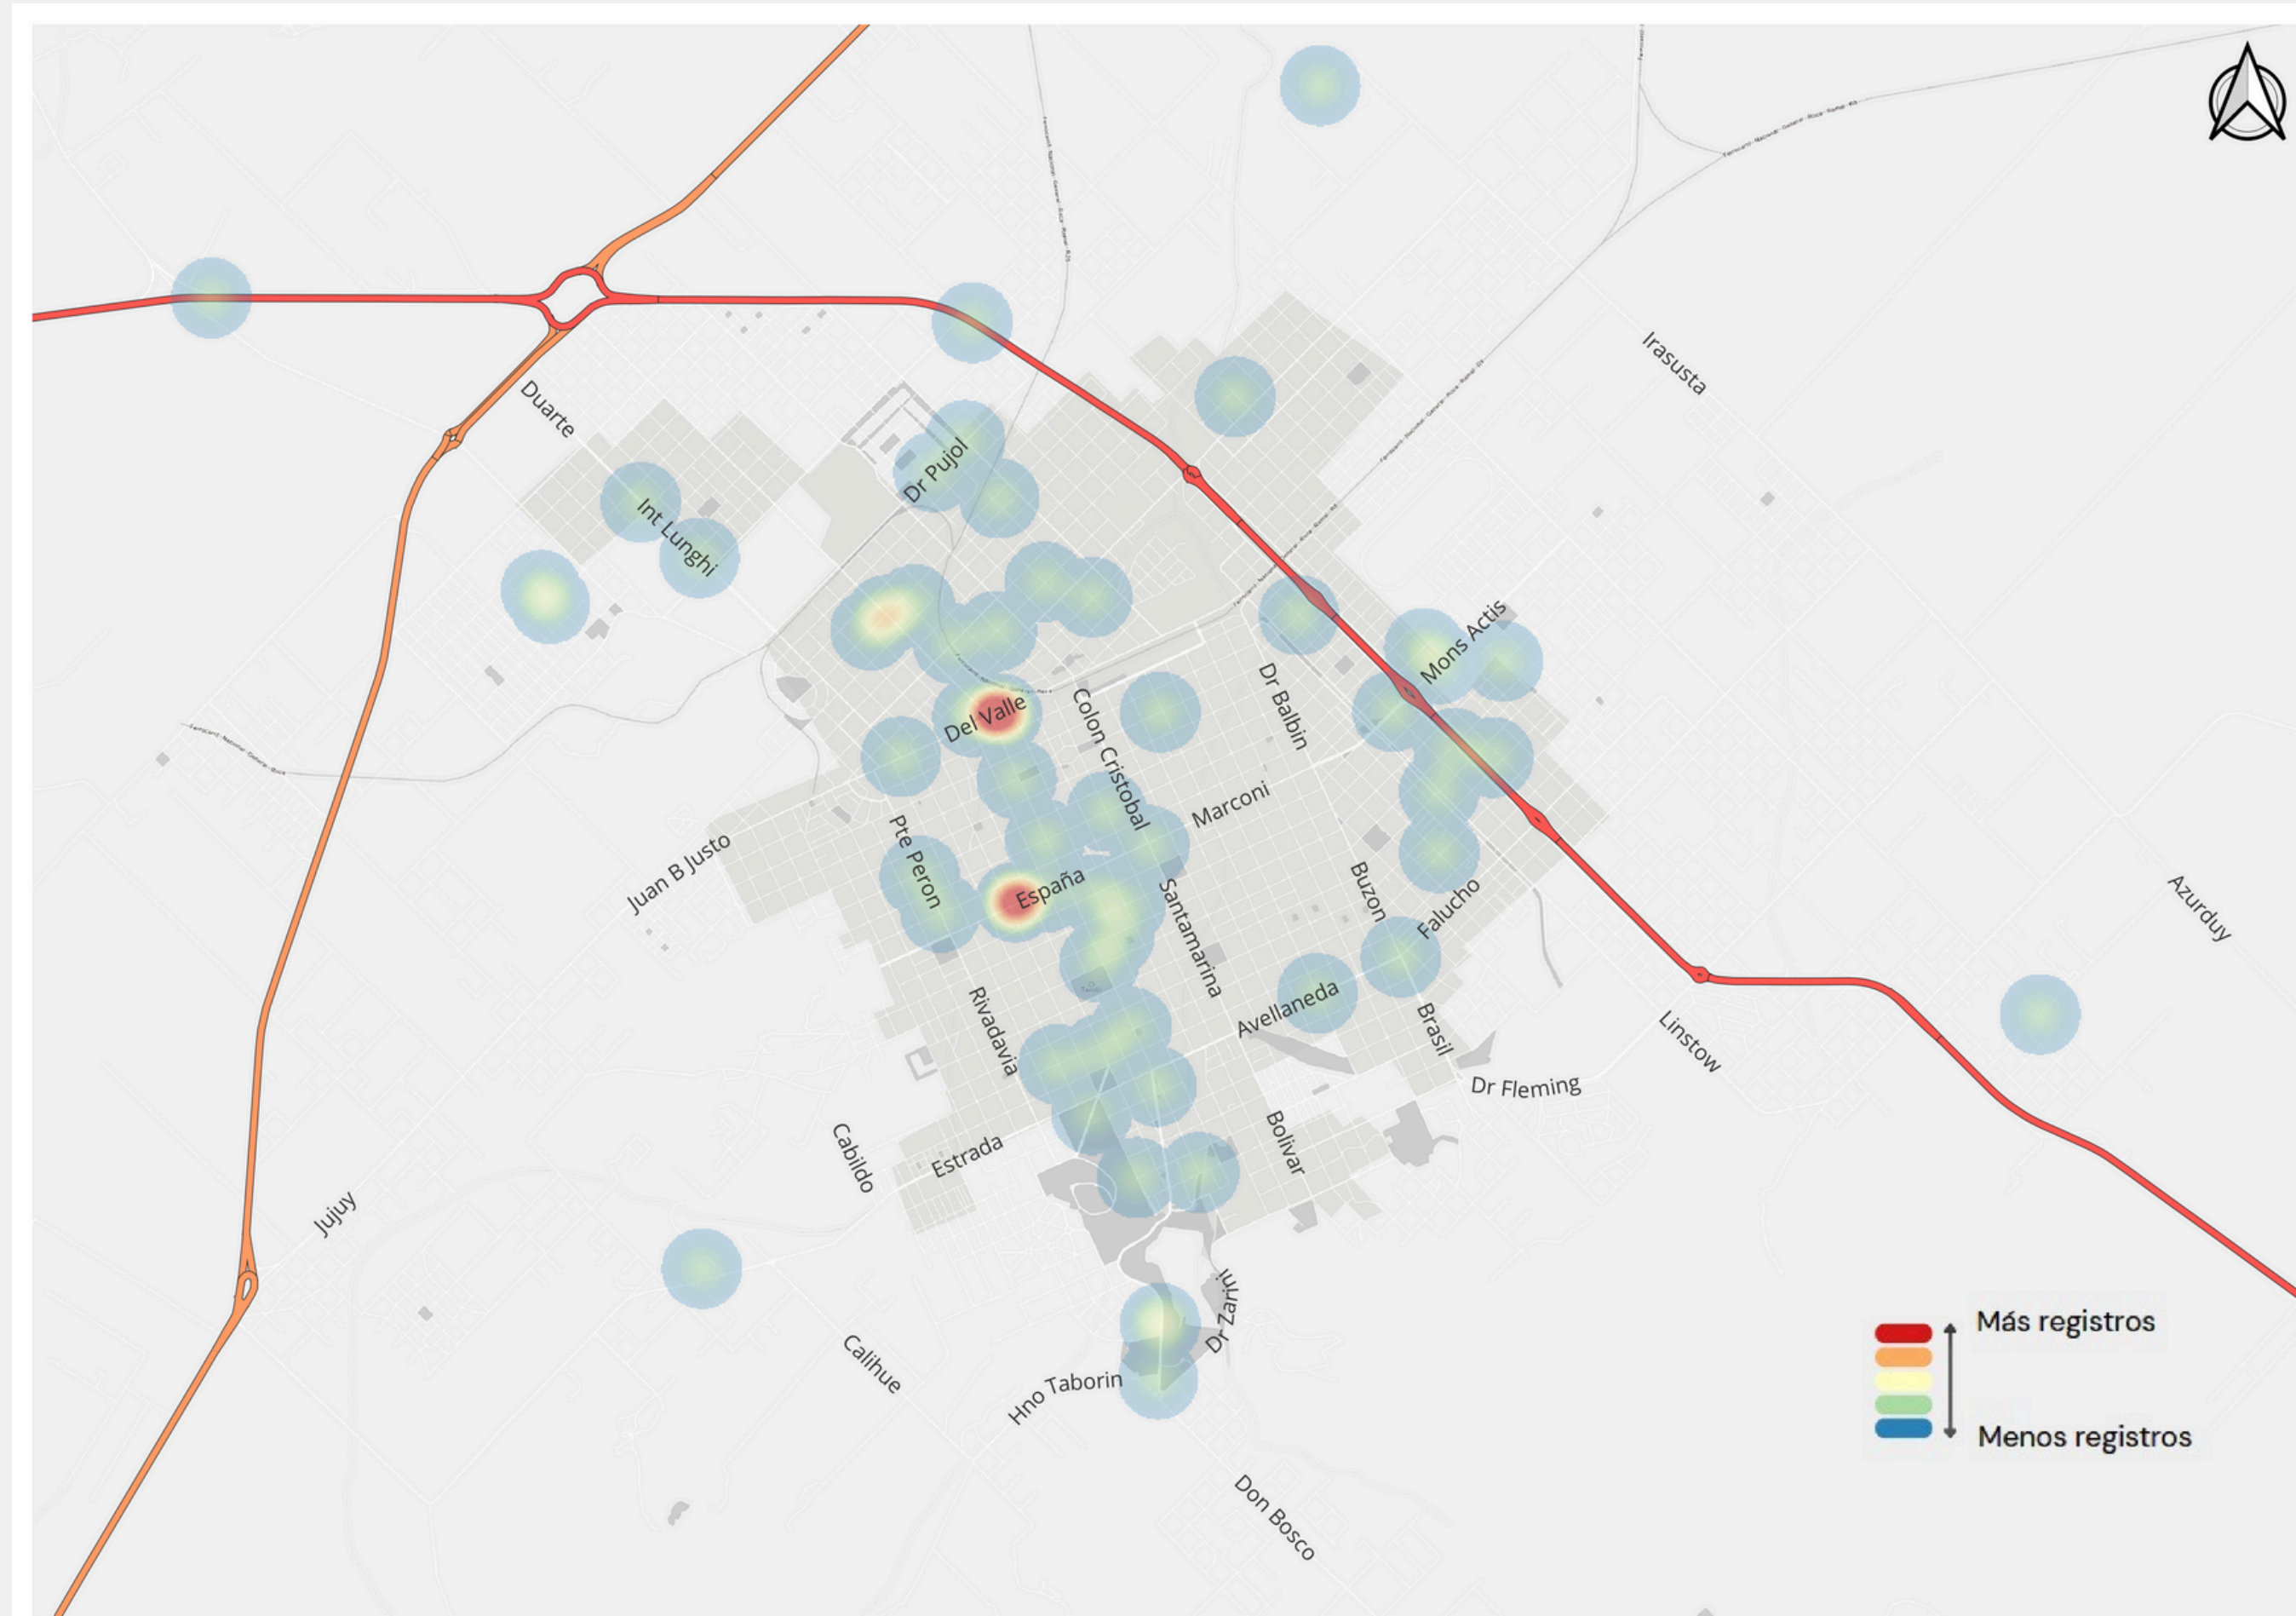 Irasusta
Duarte
Dr Pujol
Int Lunghi
Mons Actis
Dr Balbin
Del Valle
Colon Cristobal
Marconi
Pte Peron
Juan B Justo
España
Buzon
Falucho
Santamarina
Azurduy
Avellaneda
Rivadavia
Brasil
Linstow
Dr Fleming
Cabildo
Estrada
Bolivar
Jujuy
Dr Zarini
Calihue
Hno Taborin
Don Bosco
Más registros
Menos registros